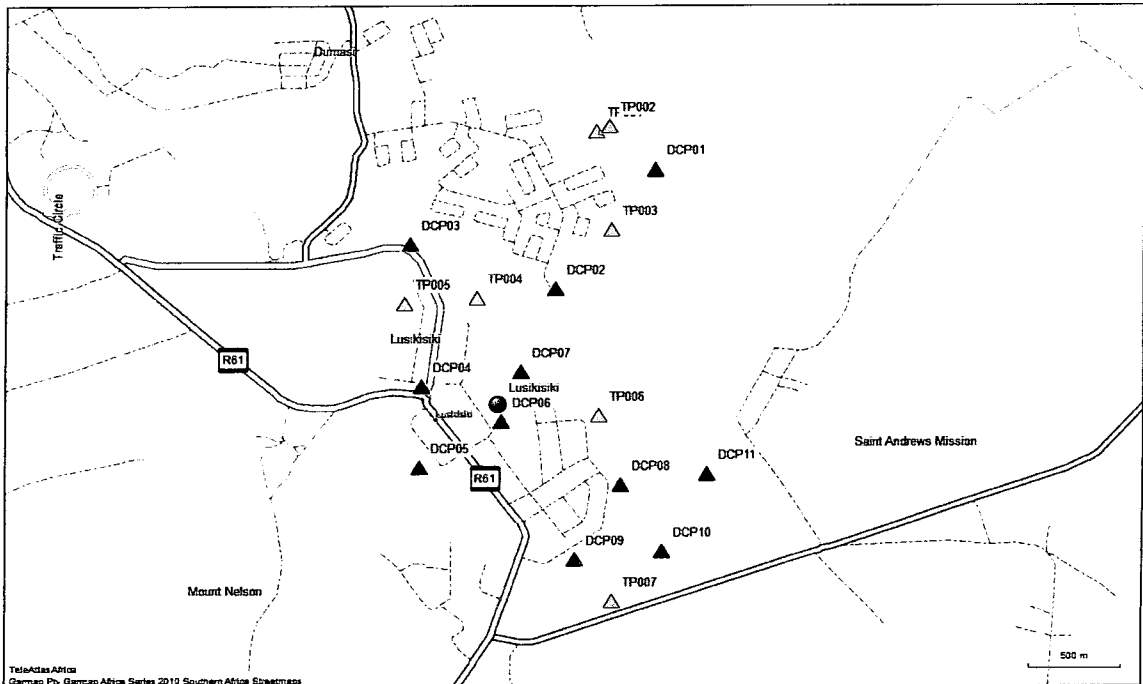 Dumasi
TP002
DCP01
Traffic Circle
TP003
DCP03
DCP02
TP005
TP004
Lusikisiki
R61
DCP07
DCP04
Lusikisiki
DCP06
TP006
Saint Andrews Mission
DCP05
DCP11
R61
DCP08
DCP09
DCP10
Mount Nelson
TP007
500 m
TeleAtlas Africa
Garmap Pty Garmap Africa Series 2010 Southern Africa Streetmaps